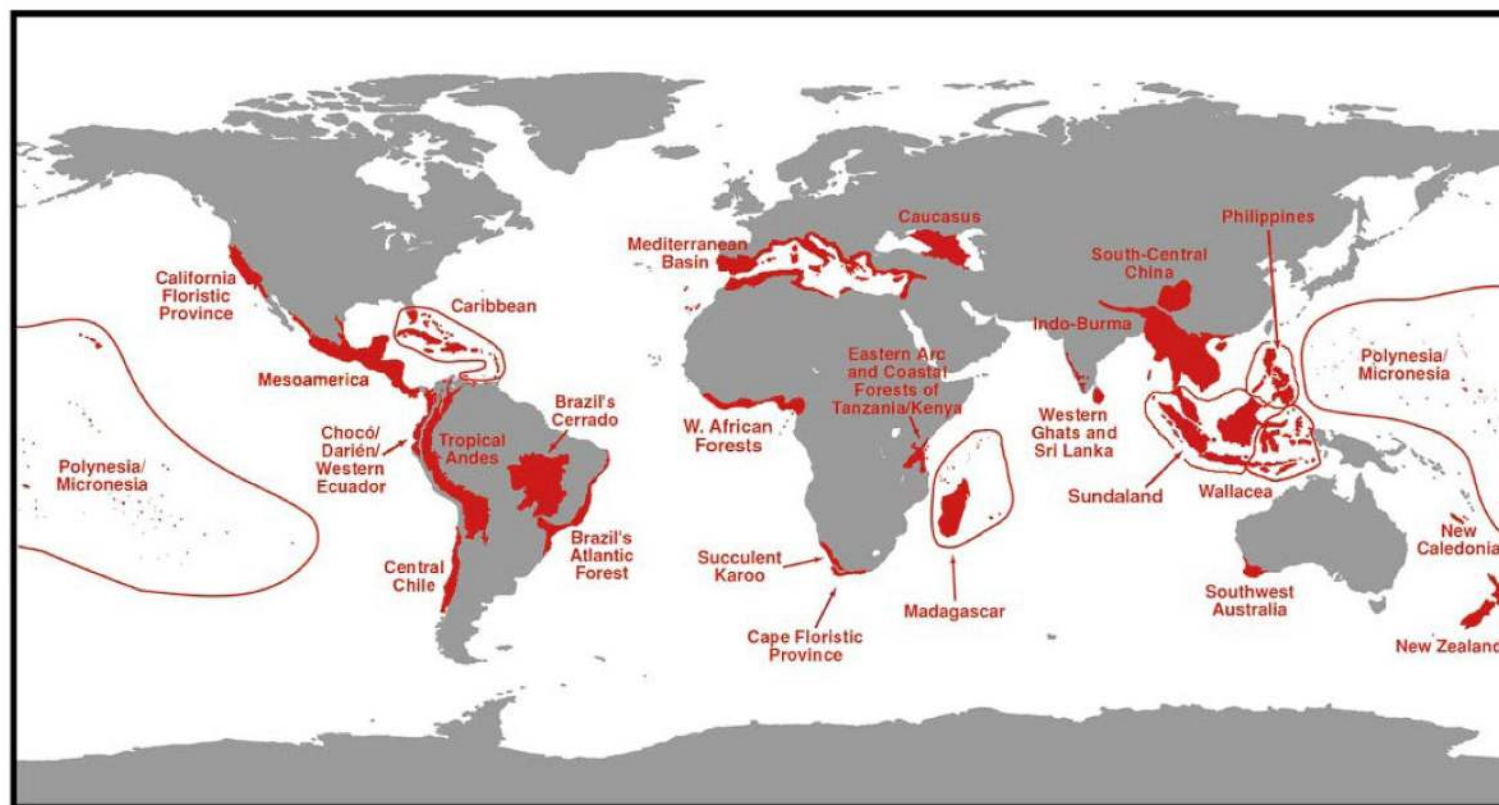 Caucasus
Philippines
Mediterranean
Basin
South-Central
China
California
Floristic
Province
Caribbean
Indo-Burma
Eastern Arc
and Coastal
Forests of
Tanzania/Kenya
Polynesia/
Micronesia
Mesoamerica
Brazil's
Cerrado
W. African
Forests
Western
Ghats and
Sri Lanka
Chocó/
Darién/
Western
Ecuador
Tropical
Andes
Polynesia/
Micronesia
Sundaland
Wallacea
New
Caledonia
Brazil's
Atlantic
Forest
Succulent
Karoo
Central
Chile
Madagascar
Southwest
Australia
Cape Floristic
Province
New Zealand